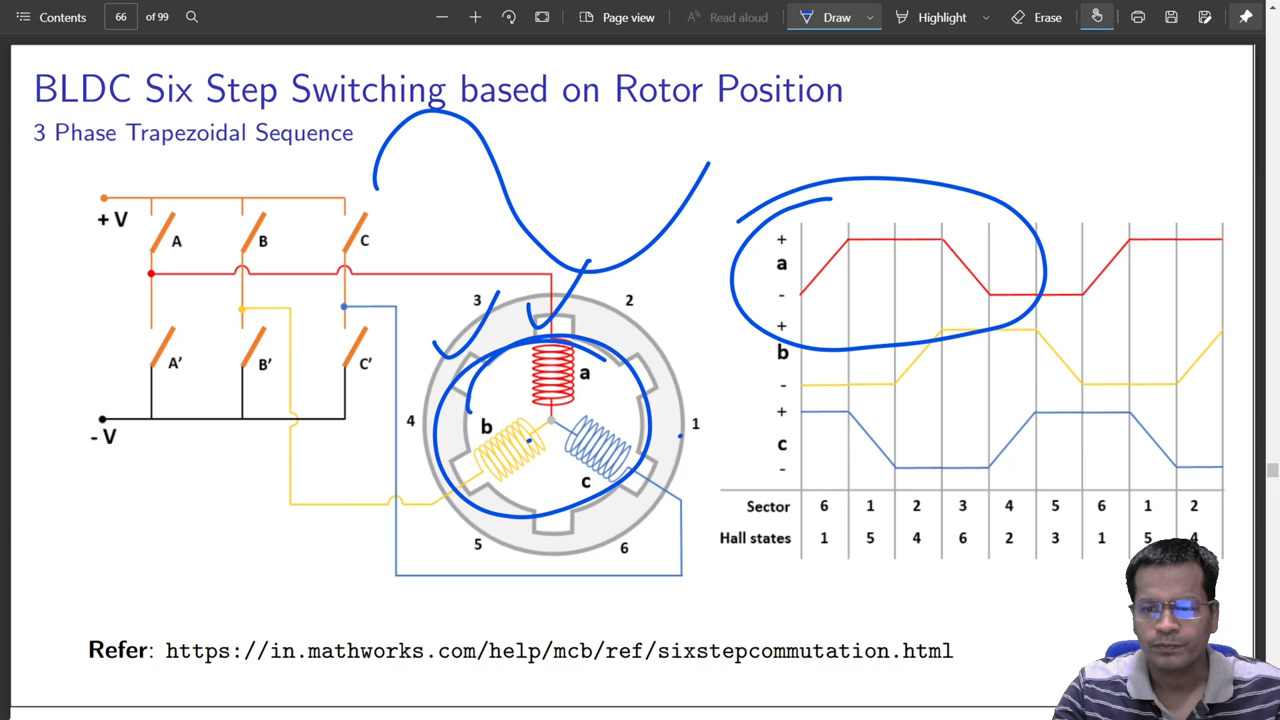 Contents 66 of 99 Page view Read aloud Draw Highlight Erase
BLDC Six Step Switching based on Rotor Position
3 Phase Trapezoidal Sequence
+ V
A B C
A' B' C'
- V
3 2
4 1
5 6
a
b
c
+
a
-
+
b
-
+
c
-
Sector 6 1 2 3 4 5 6 1 2
Hall states 1 5 4 6 2 3 1 5 4
Refer: https://in.mathworks.com/help/mcb/ref/sixstepcommutation.html